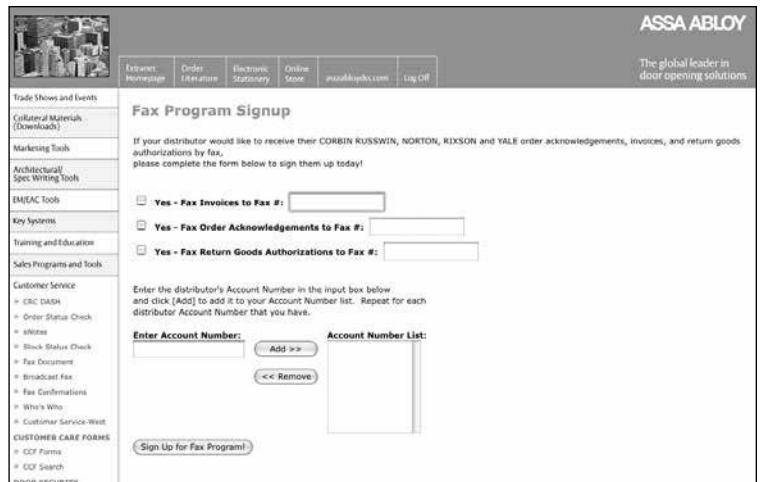 ASSA ABLOY
The global leader in
door opening solutions
Extranet
Homepage
Order
Literature
Electronic
Stationery
Online
Store
assaabloydss.com
Log Off
Trade Shows and Events
Collateral Materials
(Downloads)
Marketing Tools
Architectural/
Spec Writing Tools
EM/EAC Tools
Key Systems
Training and Education
Sales Programs and Tools
Customer Service
» CRC DASH
» Order Status Check
» eNotes
» Stock Status Check
» Fax Document
» Broadcast Fax
» Fax Confirmations
» Who's Who
» Customer Service-West
CUSTOMER CARE FORMS
» CCF Forms
» CCF Search
DOOR SECURITY
Fax Program Signup
If your distributor would like to receive their CORBIN RUSSWIN, NORTON, RIXSON and YALE order acknowledgements, invoices, and return goods
authorizations by fax,
please complete the form below to sign them up today!
Yes - Fax Invoices to Fax #:
Yes - Fax Order Acknowledgements to Fax #:
Yes - Fax Return Goods Authorizations to Fax #:
Enter the distributor's Account Number in the input box below
and click [Add] to add it to your Account Number list. Repeat for each
distributor Account Number that you have.
Enter Account Number:
Add >>
<< Remove
Account Number List:
Sign Up for Fax Program!